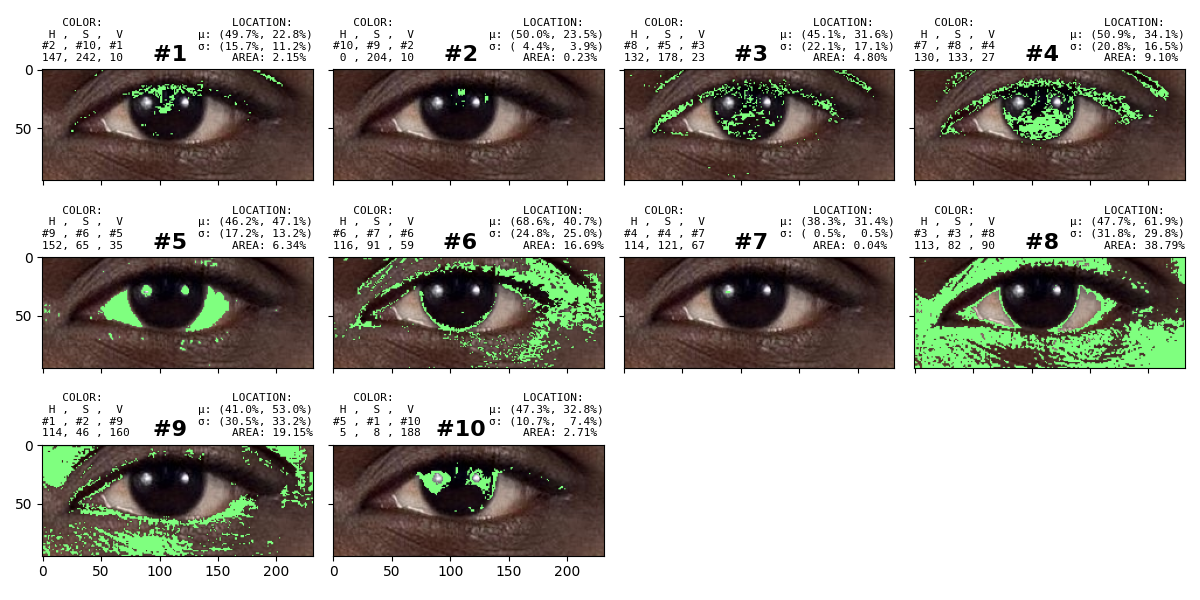 COLOR: LOCATION: COLOR: LOCATION: COLOR: LOCATION: COLOR: LOCATION:
H , S , V μ: (49.7%, 22.8%) H , S , V μ: (50.0%, 23.5%) H , S , V μ: (45.1%, 31.6%) H , S , V μ: (50.9%, 34.1%)
#2 , #10, #1 #1 σ: (15.7%, 11.2%) #10, #9 , #2 #2 σ: ( 4.4%, 3.9%) #8 , #5 , #3 #3 σ: (22.1%, 17.1%) #7 , #8 , #4 #4 σ: (20.8%, 16.5%)
147, 242, 10 AREA: 2.15% 0 , 204, 10 AREA: 0.23% 132, 178, 23 AREA: 4.80% 130, 133, 27 AREA: 9.10%
0
50
COLOR: LOCATION: COLOR: LOCATION: COLOR: LOCATION: COLOR: LOCATION:
H , S , V μ: (46.2%, 47.1%) H , S , V μ: (68.6%, 40.7%) H , S , V μ: (38.3%, 31.4%) H , S , V μ: (47.7%, 61.9%)
#9 , #6 , #5 #5 σ: (17.2%, 13.2%) #6 , #7 , #6 #6 σ: (24.8%, 25.0%) #4 , #4 , #7 #7 σ: ( 0.5%, 0.5%) #3 , #3 , #8 #8 σ: (31.8%, 29.8%)
152, 65 , 35 AREA: 6.34% 116, 91 , 59 AREA: 16.69% 114, 121, 67 AREA: 0.04% 113, 82 , 90 AREA: 38.79%
0
50
COLOR: LOCATION: COLOR: LOCATION:
H , S , V μ: (41.0%, 53.0%) H , S , V μ: (47.3%, 32.8%)
#1 , #2 , #9 #9 σ: (30.5%, 33.2%) #5 , #1 , #10 #10 σ: (10.7%, 7.4%)
114, 46 , 160 AREA: 19.15% 5 , 8 , 188 AREA: 2.71%
0
50
0 50 100 150 200 0 50 100 150 200